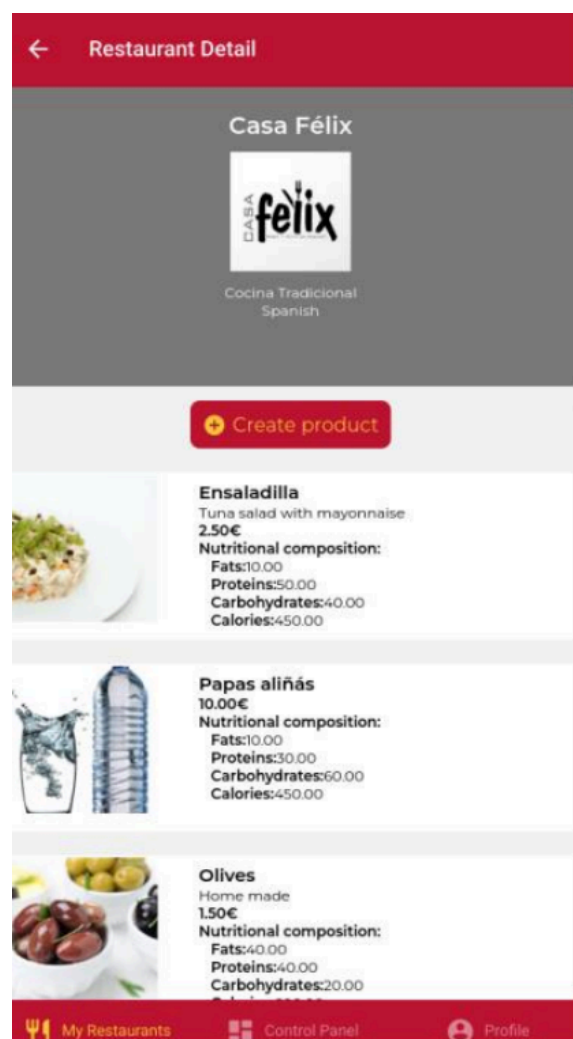 Restaurant Detail
Casa Félix
CASA
felix
Cocina Tradicional
Spanish
Create product
Ensaladilla
Tuna salad with mayonnaise
2.50€
Nutritional composition:
Fats:10.00
Proteins:50.00
Carbohydrates:40.00
Calories:450.00
Papas aliñás
10.00€
Nutritional composition:
Fats:10.00
Proteins:30.00
Carbohydrates:60.00
Calories:450.00
Olives
Home made
1.50€
Nutritional composition:
Fats:40.00
Proteins:40.00
Carbohydrates:20.00
My Restaurants
Control Panel
Profile